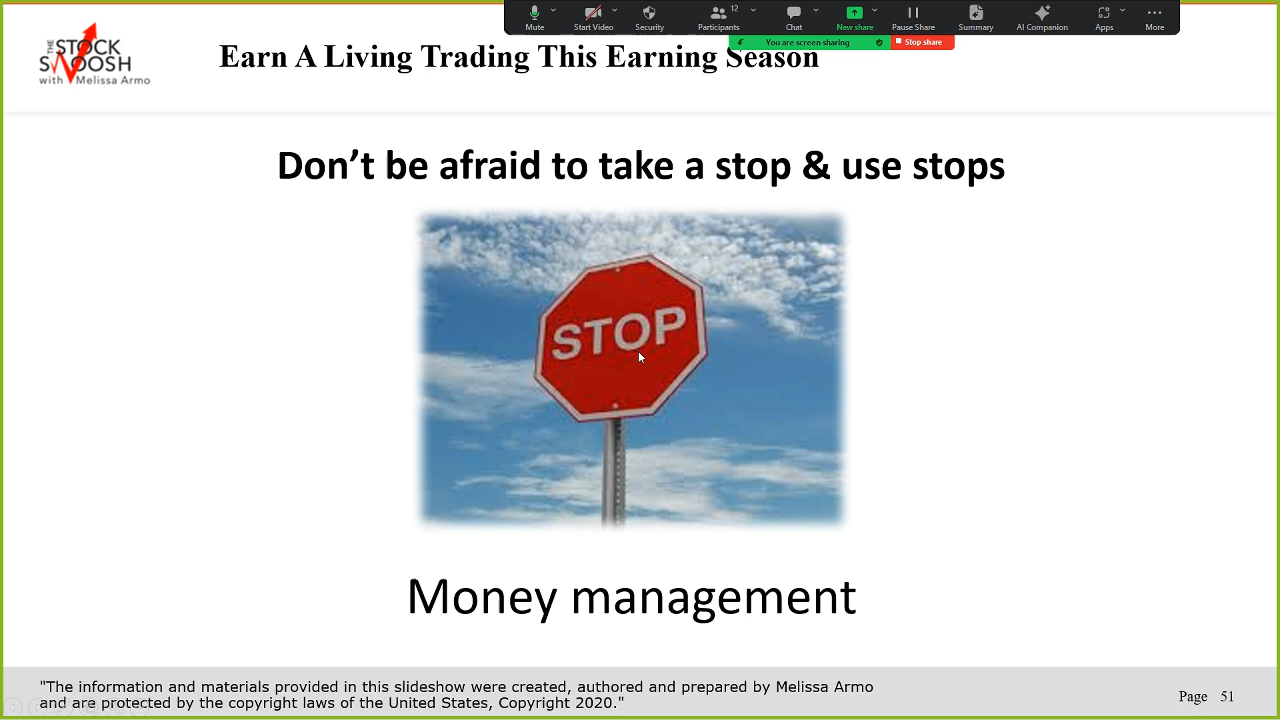 Mute
Start Video
Security
Participants
12
Chat
New share
Pause Share
Summary
AI Companion
Apps
More
You are screen sharing
Stop share
THE
STOCK
SWOOSH
with Melissa Armo
Earn A Living Trading This Earning Season
Don't be afraid to take a stop & use stops
STOP
Money management
"The information and materials provided in this slideshow were created, authored and prepared by Melissa Armo
and are protected by the copyright laws of the United States, Copyright 2020."
Page 51